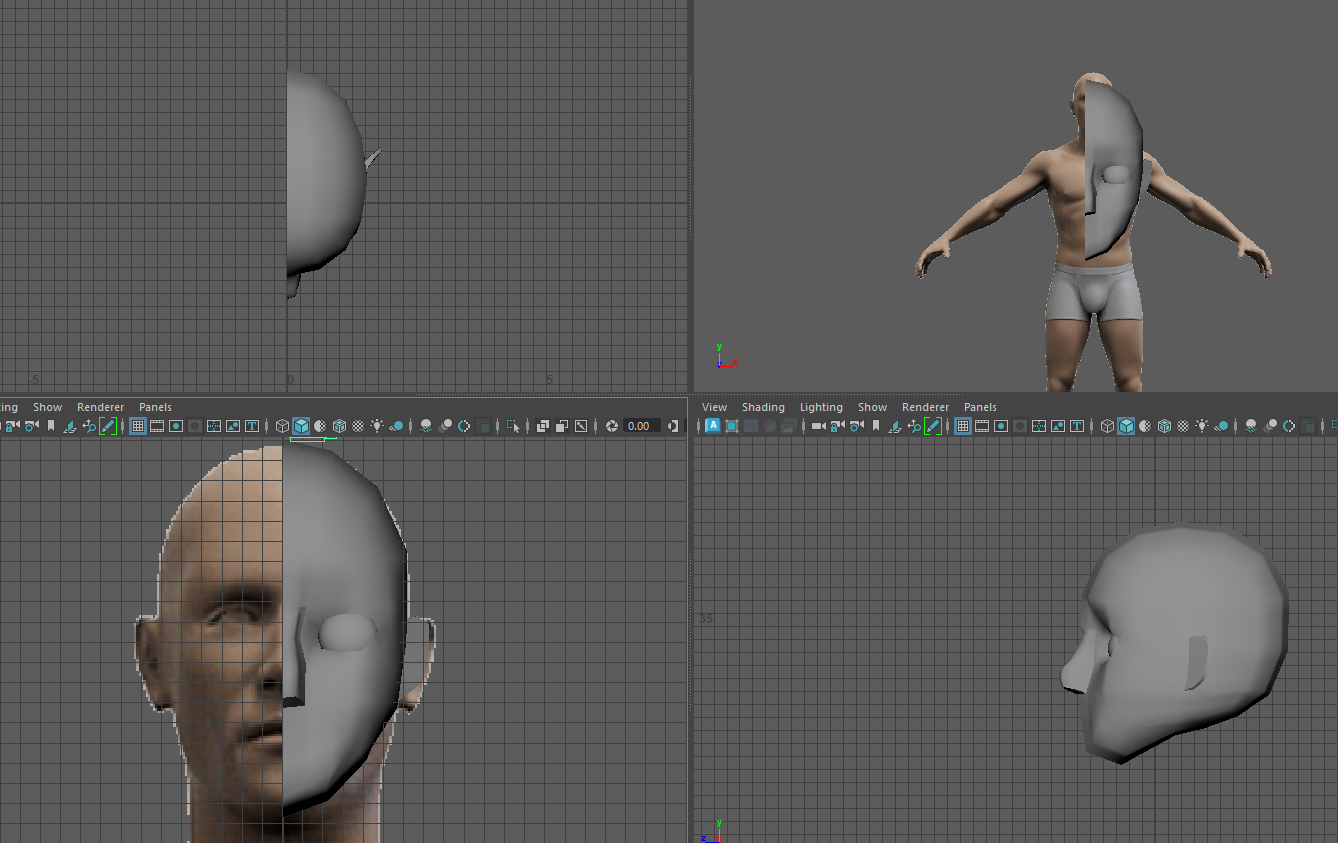 -5
0
5
y
x
ing Show Renderer Panels
0.00
View Shading Lighting Show Renderer Panels
A
35
y
z